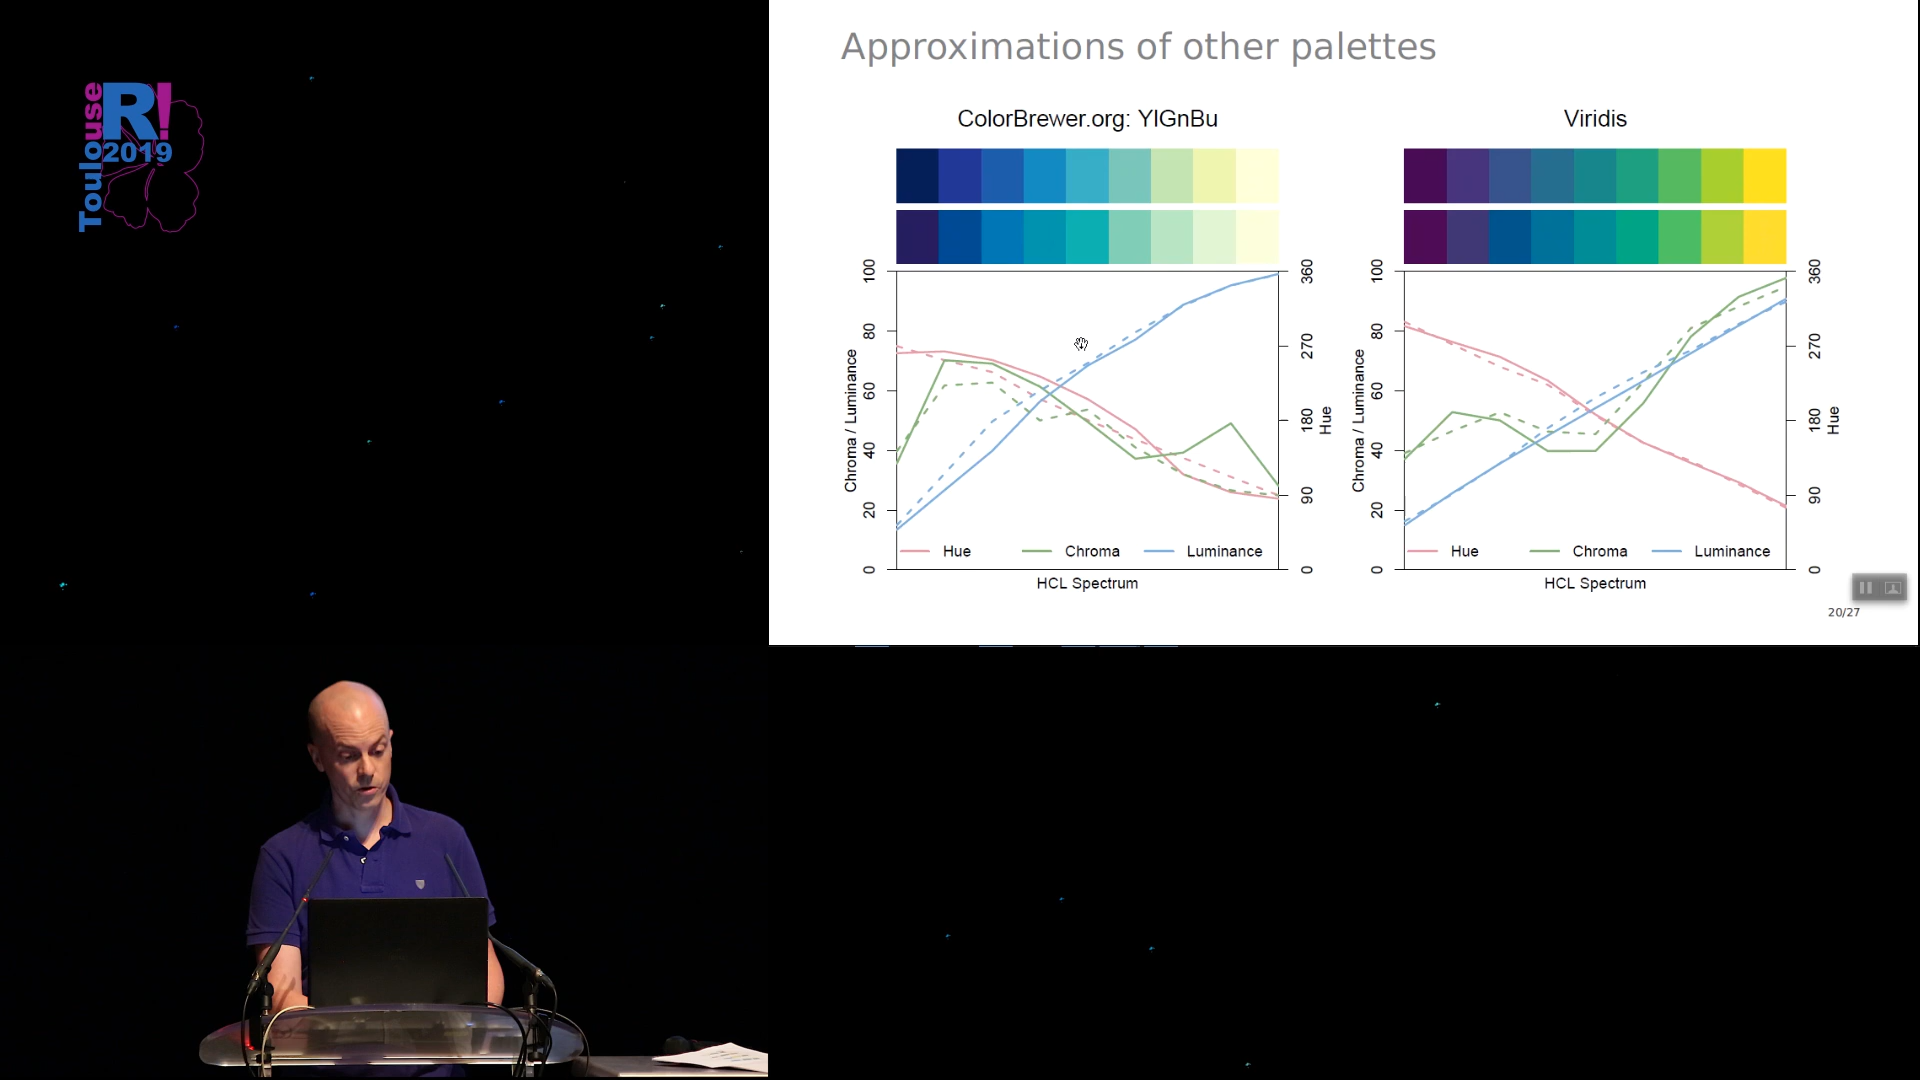 Toulouse
R!
2019
Approximations of other palettes
ColorBrewer.org: YlGnBu
Chroma / Luminance
0 20 40 60 80 100
Hue
0 90 180 270 360
Hue Chroma Luminance
HCL Spectrum
Viridis
Chroma / Luminance
0 20 40 60 80 100
Hue
0 90 180 270 360
Hue Chroma Luminance
HCL Spectrum
20/27